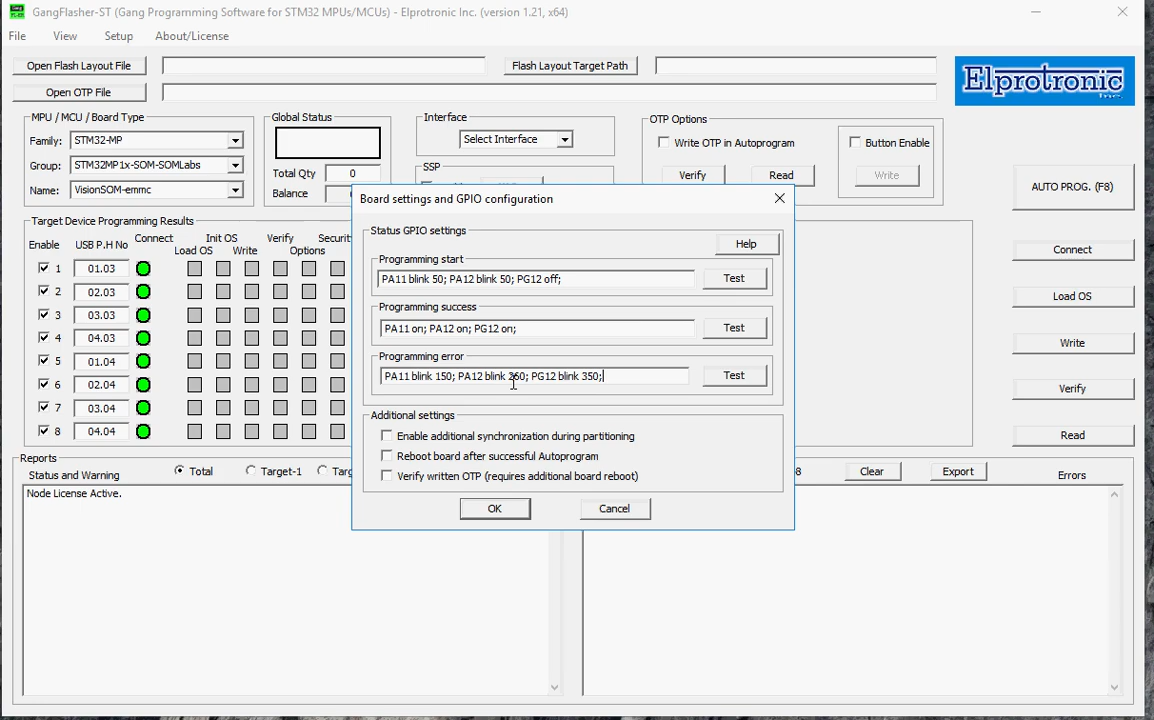 GangFlasher-ST (Gang Programming Software for STM32 MPUs/MCUs) - Elprotronic Inc. (version 1.21, x64)
File View Setup About/License
Open Flash Layout File Flash Layout Target Path
Open OTP File
Elprotronic Inc.
MPU / MCU / Board Type
Family: STM32-MP
Group: STM32MP1x-SOM-SOMLabs
Name: VisionSOM-emmc
Global Status
Total Qty 0
Balance
Interface
Select Interface
SSP
OTP Options
Write OTP in Autoprogram
Verify Read
Button Enable
Write
AUTO PROG. (F8)
Connect
Load OS
Write
Verify
Read
Target Device Programming Results
Enable USB P.H No Connect Load OS Init OS Write Verify Options Securit
1 01.03
2 02.03
3 03.03
4 04.03
5 01.04
6 02.04
7 03.04
8 04.04
Board settings and GPIO configuration
Status GPIO settings
Help
Programming start
PA11 blink 50; PA12 blink 50; PG12 off; Test
Programming success
PA11 on; PA12 on; PG12 on; Test
Programming error
PA11 blink 150; PA12 blink 260; PG12 blink 350; Test
Additional settings
Enable additional synchronization during partitioning
Reboot board after successful Autoprogram
Verify written OTP (requires additional board reboot)
OK Cancel
Reports
Status and Warning Total Target-1 Targ 8 Clear Export Errors
Node License Active.